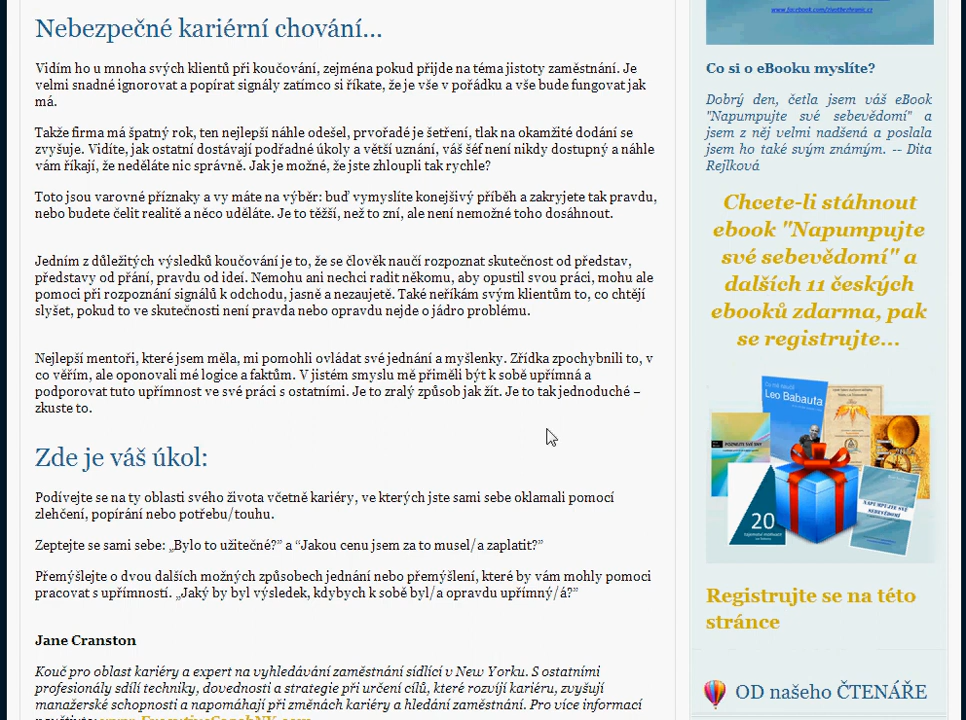 Nebezpečné kariérní chování...
Vidím ho u mnoha svých klientů při koučování, zejména pokud přijde na téma jistoty zaměstnání. Je
velmi snadné ignorovat a popírat signály zatímco si říkate, že je vše v pořádku a vše bude fungovat jak
má.
Takže firma má špatný rok, ten nejlepší náhle odešel, prvořadé je šetření, tlak na okamžité dodání se
zvyšuje. Vidíte, jak ostatní dostávají podřadné úkoly a větší uznání, váš šéf není nikdy dostupný a náhle
vám říkají, že neděláte nic správně. Jak je možné, že jste zhloupli tak rychle?
Toto jsou varovné příznaky a vy máte na výběr: buď vymyslíte konejšivý příběh a zakryjete tak pravdu,
nebo budete čelit realitě a něco uděláte. Je to těžší, než to zní, ale není nemožné toho dosáhnout.
Jedním z důležitých výsledků koučování je to, že se člověk naučí rozpoznat skutečnost od představ,
představy od přání, pravdu od ideí. Nemohu ani nechci radit někomu, aby opustil svou práci, mohu ale
pomoci při rozpoznání signálů k odchodu, jasně a nezaujetě. Také neříkám svým klientům to, co chtějí
slyšet, pokud to ve skutečnosti není pravda nebo opravdu nejde o jádro problému.
Nejlepší mentoři, které jsem měla, mi pomohli ovládat své jednání a myšlenky. Zřídka zpochybnili to, v
co věřím, ale oponovali mé logice a faktům. V jistém smyslu mě přiměli být k sobě upřímná a
podporovat tuto upřímnost ve své práci s ostatními. Je to zralý způsob jak žít. Je to tak jednoduché –
zkuste to.
Zde je váš úkol:
Podívejte se na ty oblasti svého života včetně kariéry, ve kterých jste sami sebe oklamali pomocí
zlehčení, popírání nebo potřebu/touhu.
Zeptejte se sami sebe: „Bylo to užitečné?” a “Jakou cenu jsem za to musel/a zaplatit?”
Přemýšlejte o dvou dalších možných způsobech jednání nebo přemýšlení, které by vám mohly pomoci
pracovat s upřímností. „Jaký by byl výsledek, kdybych k sobě byl/a opravdu upřímný/á?”
Jane Cranston
Kouč pro oblast kariéry a expert na vyhledávání zaměstnání sídlící v New Yorku. S ostatními
profesionály sdílí techniky, dovednosti a strategie při určení cílů, které rozvíjí kariéru, zvyšují
manažerské schopnosti a napomáhají při změnách kariéry a hledání zaměstnání. Pro více informací
www.facebook.com/zivotbezhranic.cz
Co si o eBooku myslíte?
Dobrý den, četla jsem váš eBook
"Napumpujte své sebevědomí" a
jsem z něj velmi nadšená a poslala
jsem ho také svým známým. -- Dita
Rejlková
Chcete-li stáhnout
ebook "Napumpujte
své sebevědomí" a
dalších 11 českých
ebooků zdarma, pak
se registrujte...
Leo Babauta
20
NAPUMPUJTE SVÉ
SEBEVĚDOMÍ
Registrujte se na této
stránce
OD našeho ČTENÁŘE